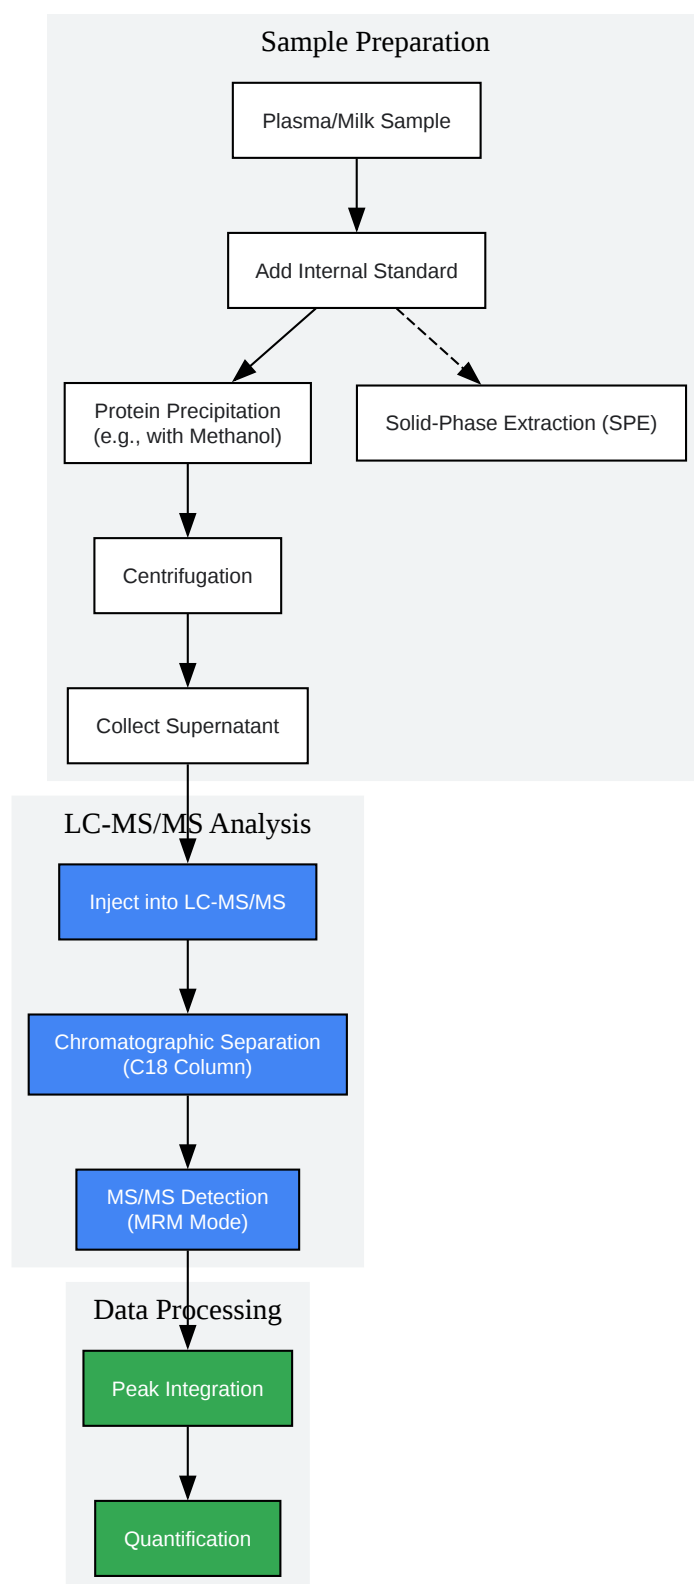 Sample Preparation
Plasma/Milk Sample
Add Internal Standard
Protein Precipitation
(e.g., with Methanol)
Solid-Phase Extraction (SPE)
Centrifugation
Collect Supernatant
LC-MS/MS Analysis
Inject into LC-MS/MS
Chromatographic Separation
(C18 Column)
MS/MS Detection
(MRM Mode)
Data Processing
Peak Integration
Quantification